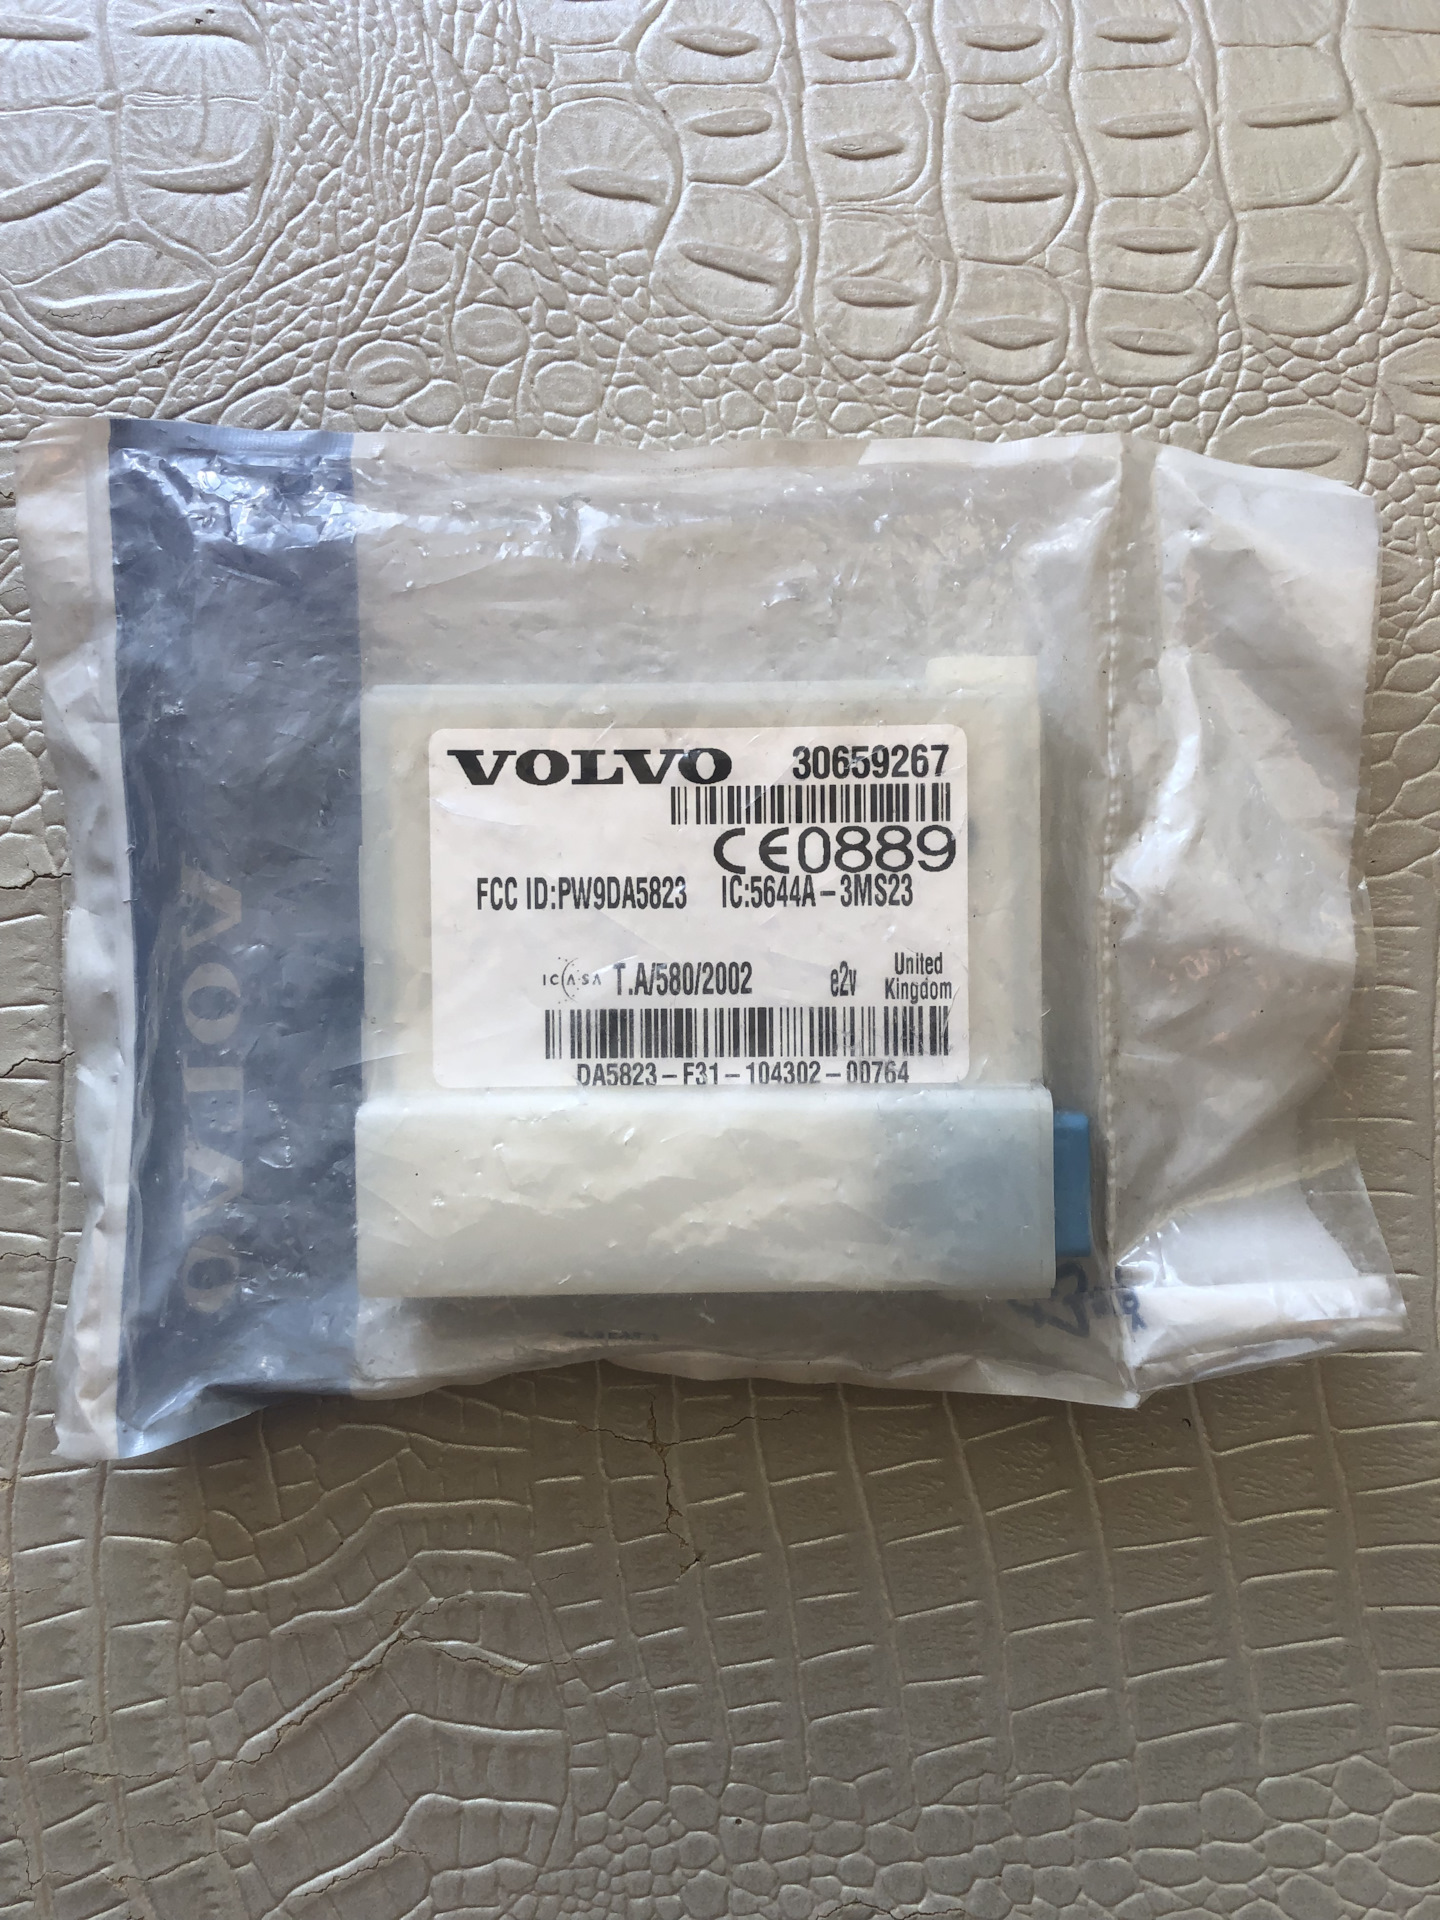 VOLVO 30659267
CE0889
FCC ID:PW9DA5823 IC:5644A-3MS23
ICASA T.A/580/2002 e2v United Kingdom
DA5823-F31-104302-00764
VOLVO